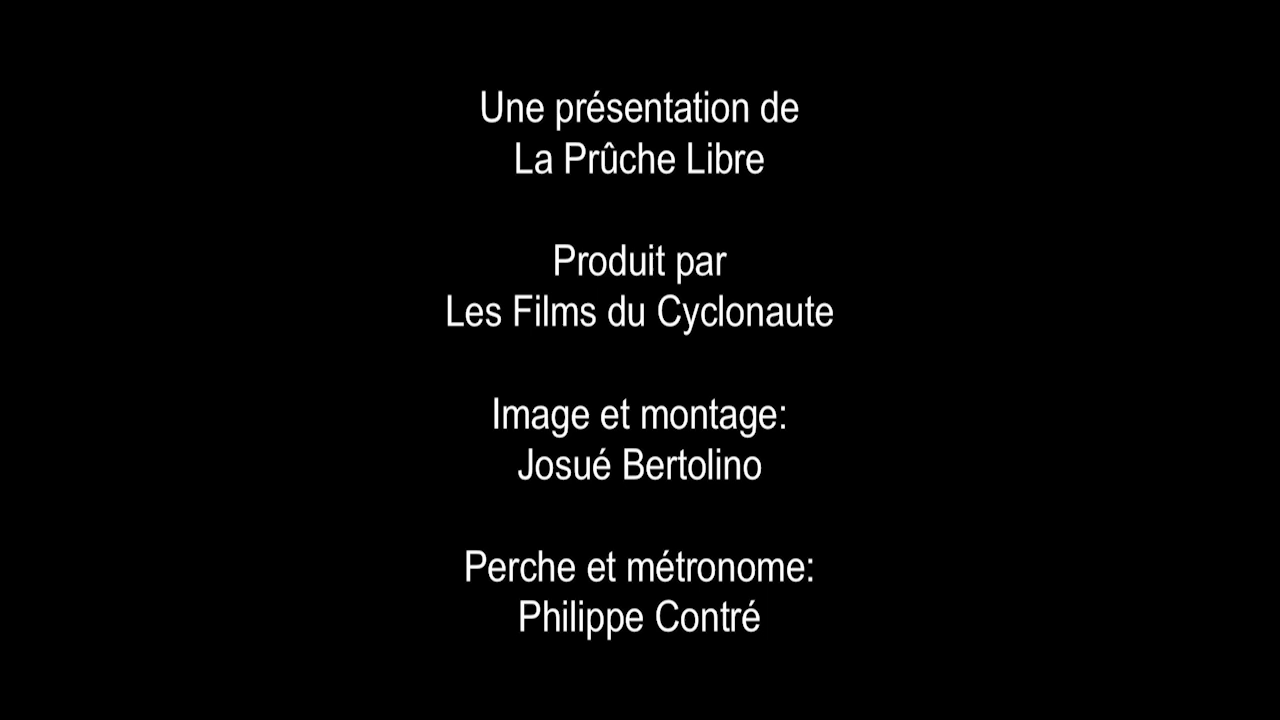 Une présentation de
La Prûche Libre
Produit par
Les Films du Cyclonaute
Image et montage:
Josué Bertolino
Perche et métronome:
Philippe Contré